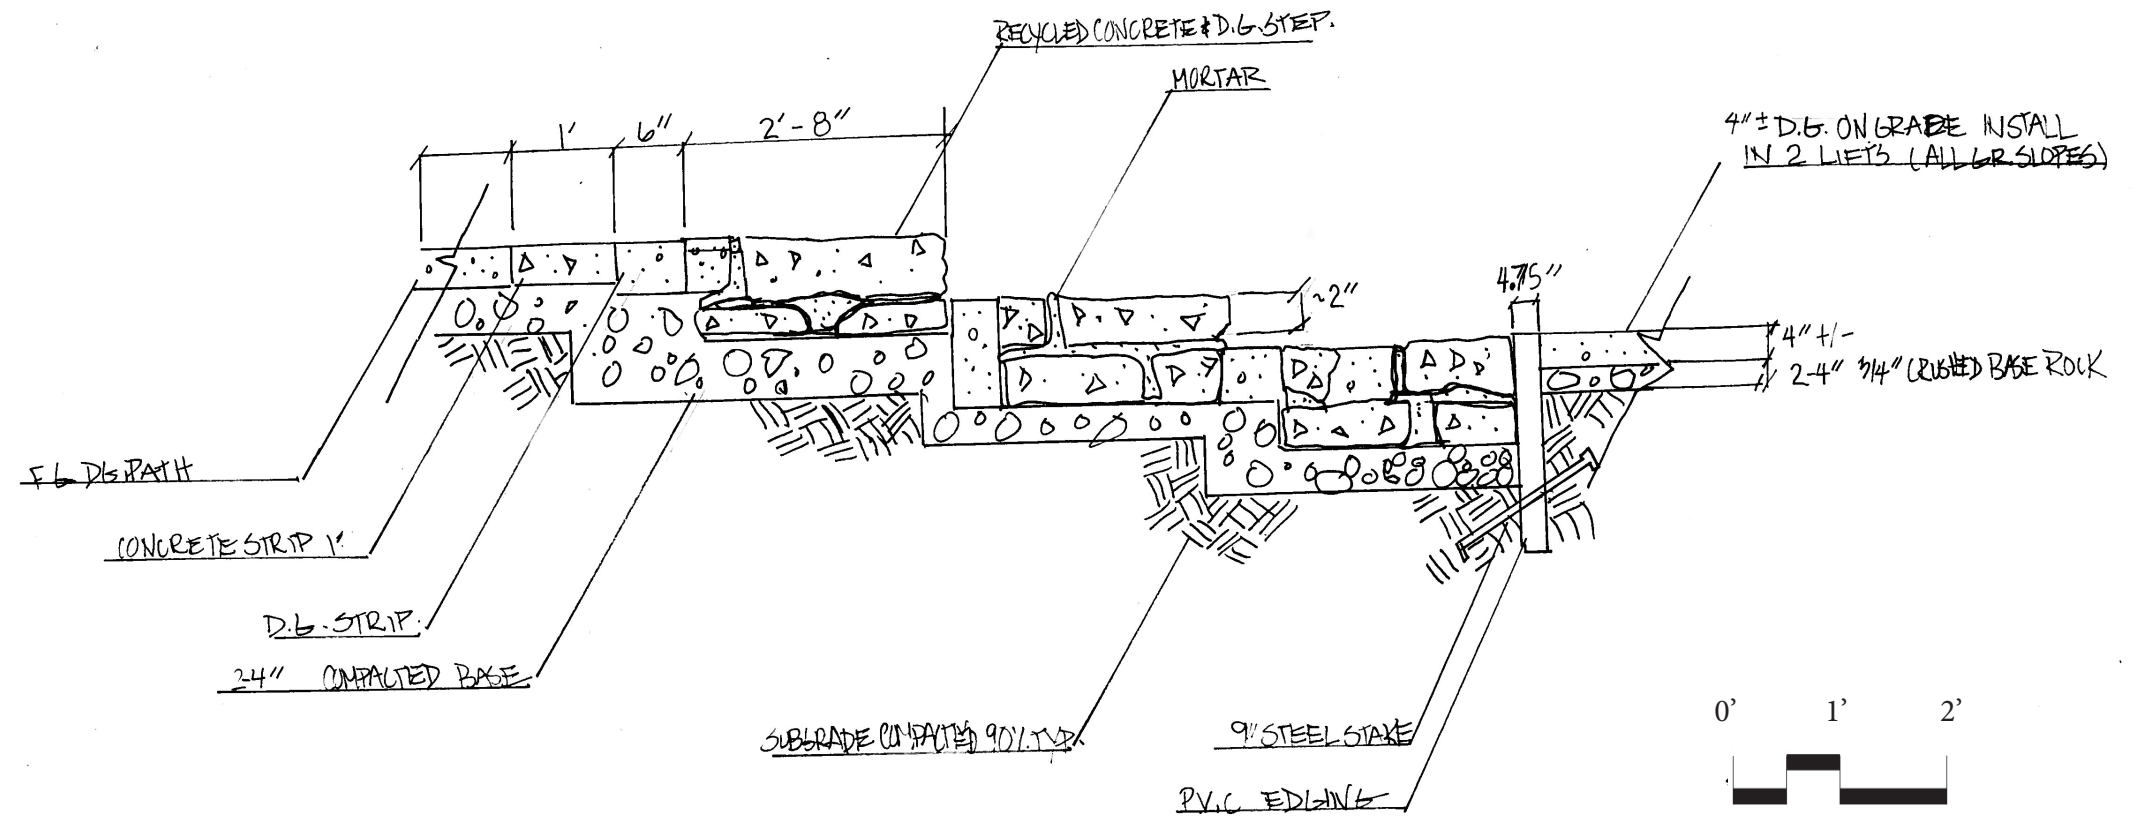 RECYCLED CONCRETE & D.G. STEP.
MORTAR
4"± D.G. ON GRADE INSTALL
IN 2 LIFTS (ALL GR. SLOPES)
1'
6"
2'-8"
4.75"
~2"
4" +/-
2-4" 3/4" CRUSHED BASE ROCK
D.G. PATH
CONCRETE STRIP 1'
D.G. STRIP.
2-4" COMPACTED BASE
SUBGRADE COMPACTED 90% TYP.
9" STEEL STAKE
P.V.C EDGING
0' 1' 2'